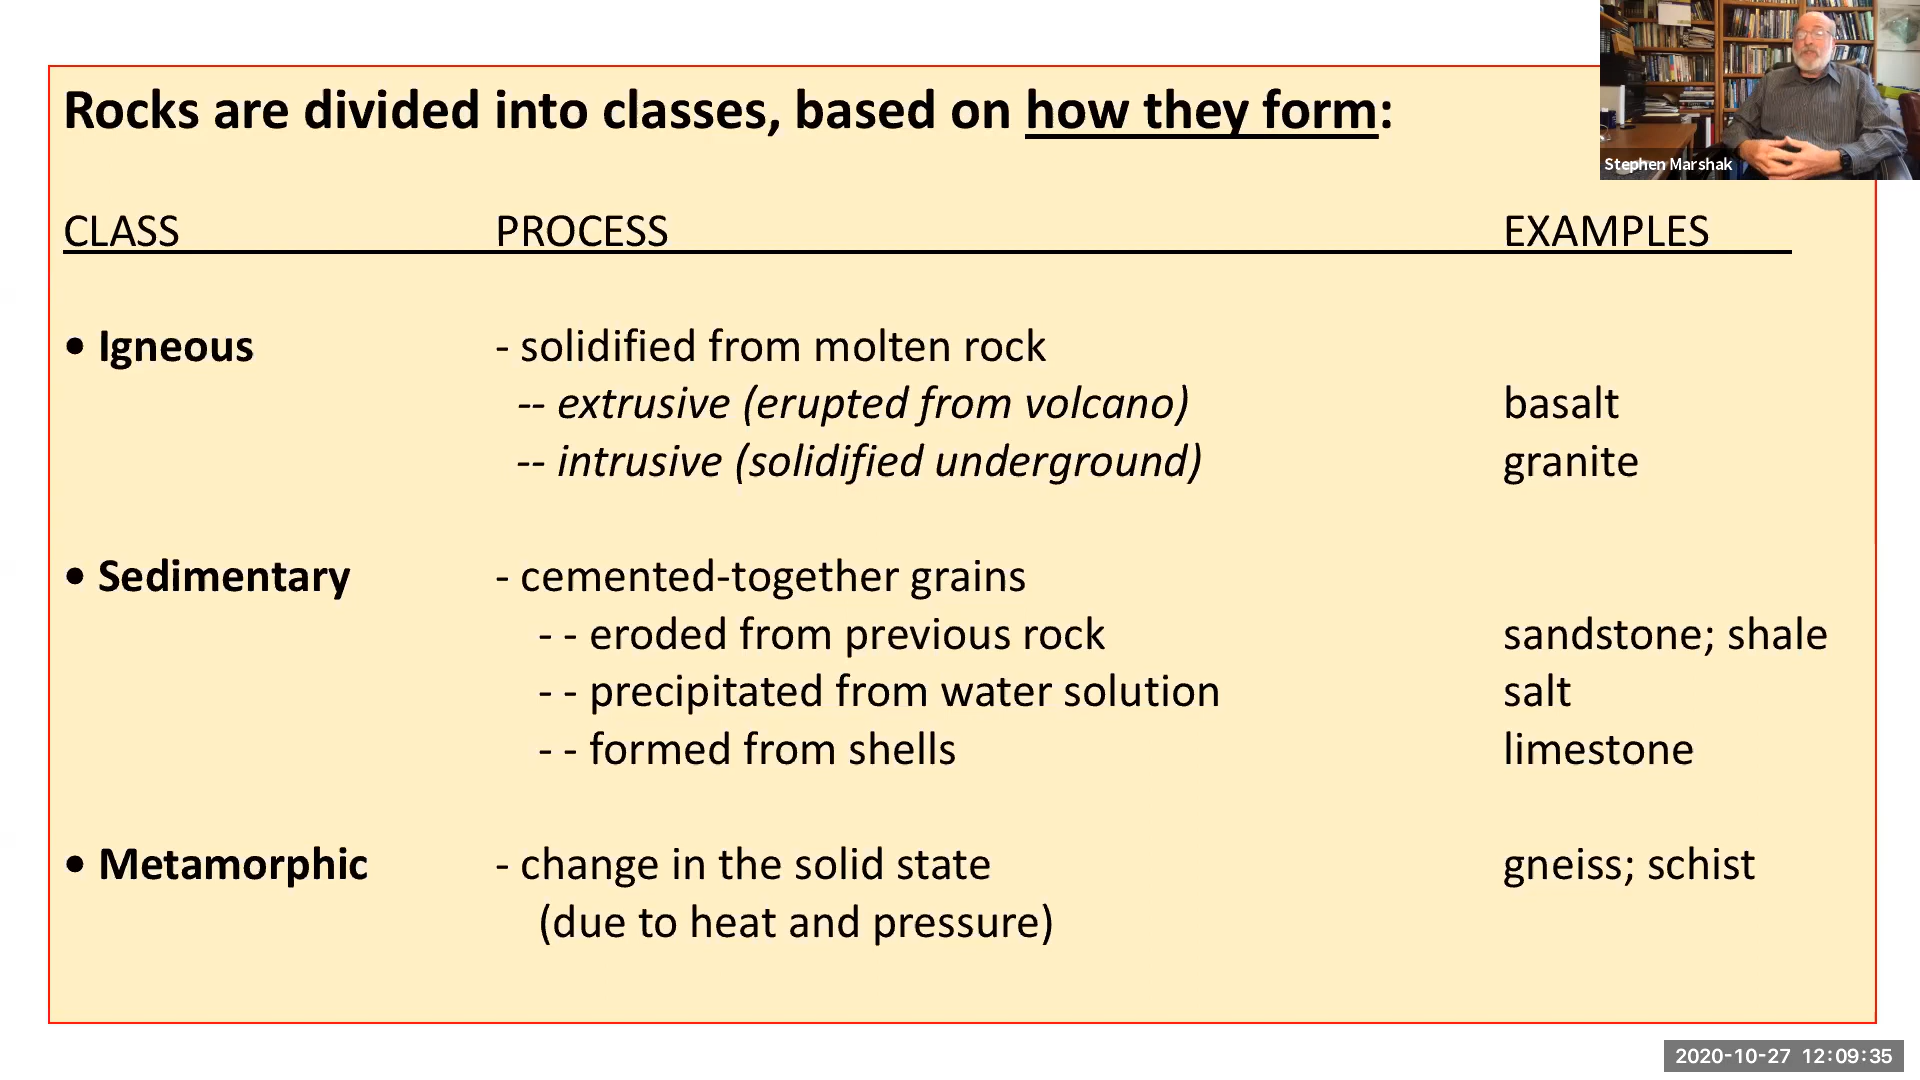 Rocks are divided into classes, based on how they form:
Stephen Marshak
CLASS PROCESS EXAMPLES
• Igneous - solidified from molten rock
-- extrusive (erupted from volcano) basalt
-- intrusive (solidified underground) granite
• Sedimentary - cemented-together grains
- - eroded from previous rock sandstone; shale
- - precipitated from water solution salt
- - formed from shells limestone
• Metamorphic - change in the solid state gneiss; schist
(due to heat and pressure)
2020-10-27 12:09:35